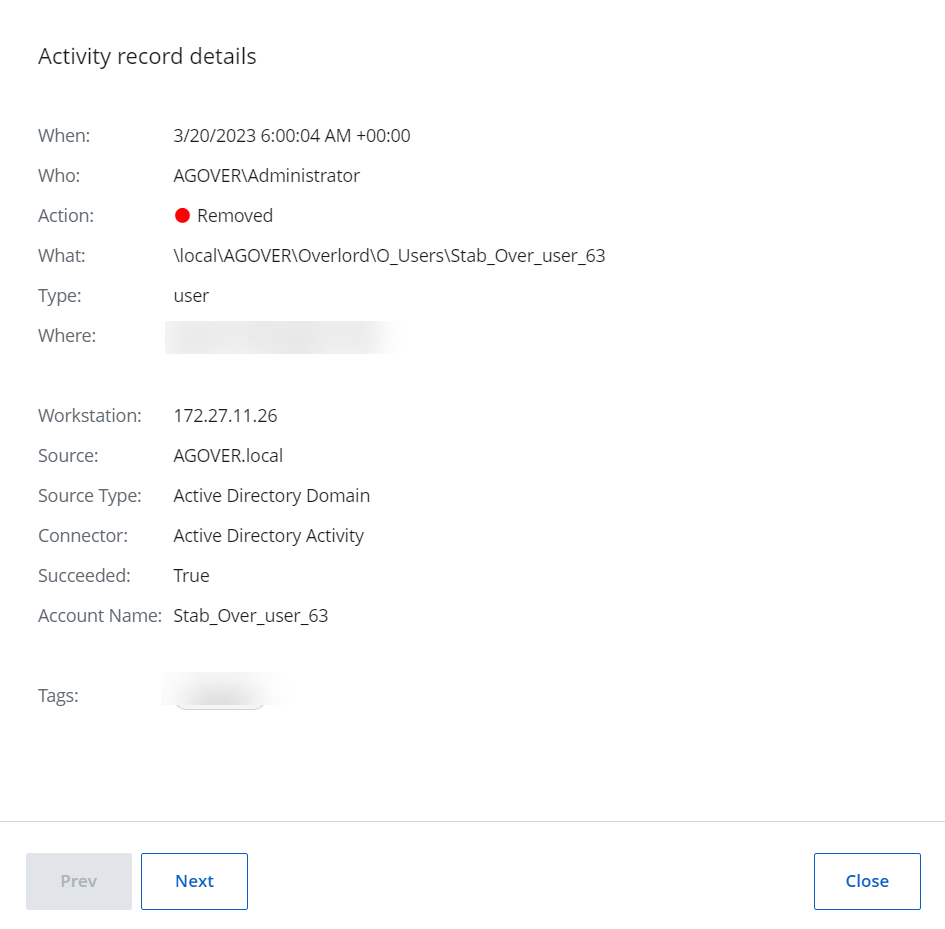 Activity record details
When: 3/20/2023 6:00:04 AM +00:00
Who: AGOVER\Administrator
Action: Removed
What: \local\AGOVER\Overlord\O_Users\Stab_Over_user_63
Type: user
Where:
Workstation: 172.27.11.26
Source: AGOVER.local
Source Type: Active Directory Domain
Connector: Active Directory Activity
Succeeded: True
Account Name: Stab_Over_user_63
Tags:
Prev Next Close